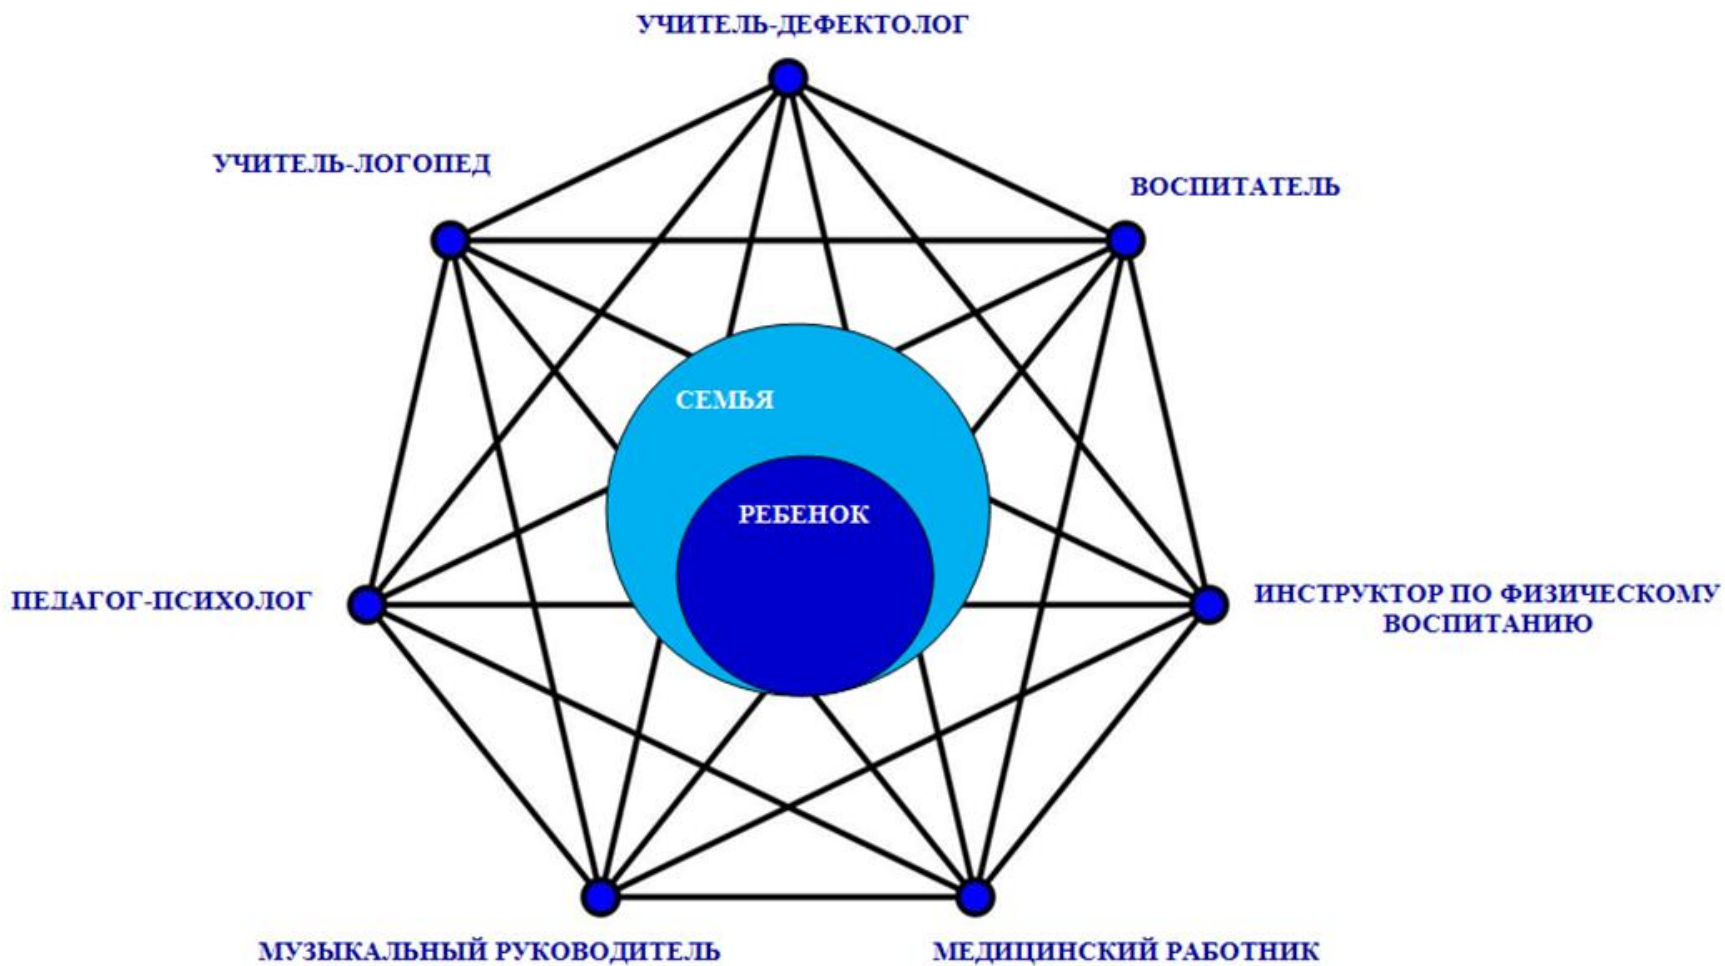 УЧИТЕЛЬ-ДЕФЕКТОЛОГ
УЧИТЕЛЬ-ЛОГОПЕД
ВОСПИТАТЕЛЬ
СЕМЬЯ
РЕБЕНОК
ПЕДАГОГ-ПСИХОЛОГ
ИНСТРУКТОР ПО ФИЗИЧЕСКОМУ
ВОСПИТАНИЮ
МУЗЫКАЛЬНЫЙ РУКОВОДИТЕЛЬ
МЕДИЦИНСКИЙ РАБОТНИК